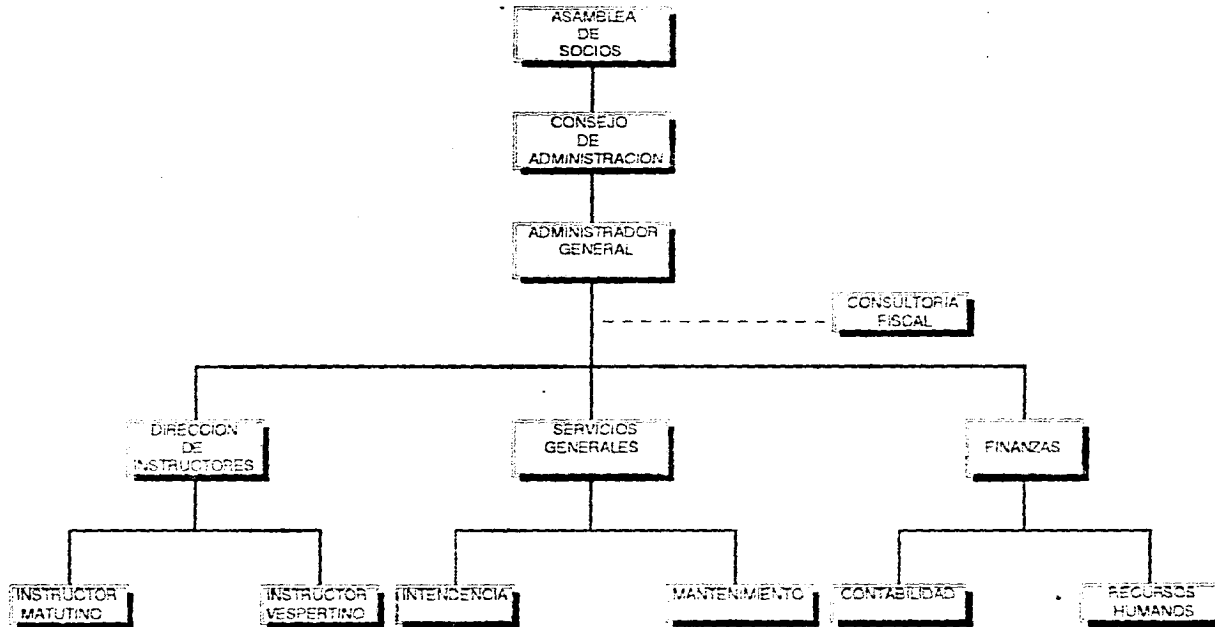 ASAMBLEA
DE
SOCIOS
CONSEJO
DE
ADMINISTRACION
ADMINISTRADOR
GENERAL
CONSULTORIA
FISCAL
DIRECCION
DE
INSTRUCTORES
SERVICIOS
GENERALES
FINANZAS
INSTRUCTOR
MATUTINO
INSTRUCTOR
VESPERTINO
INTENDENCIA
MANTENIMIENTO
CONTABILIDAD
RECURSOS
HUMANOS